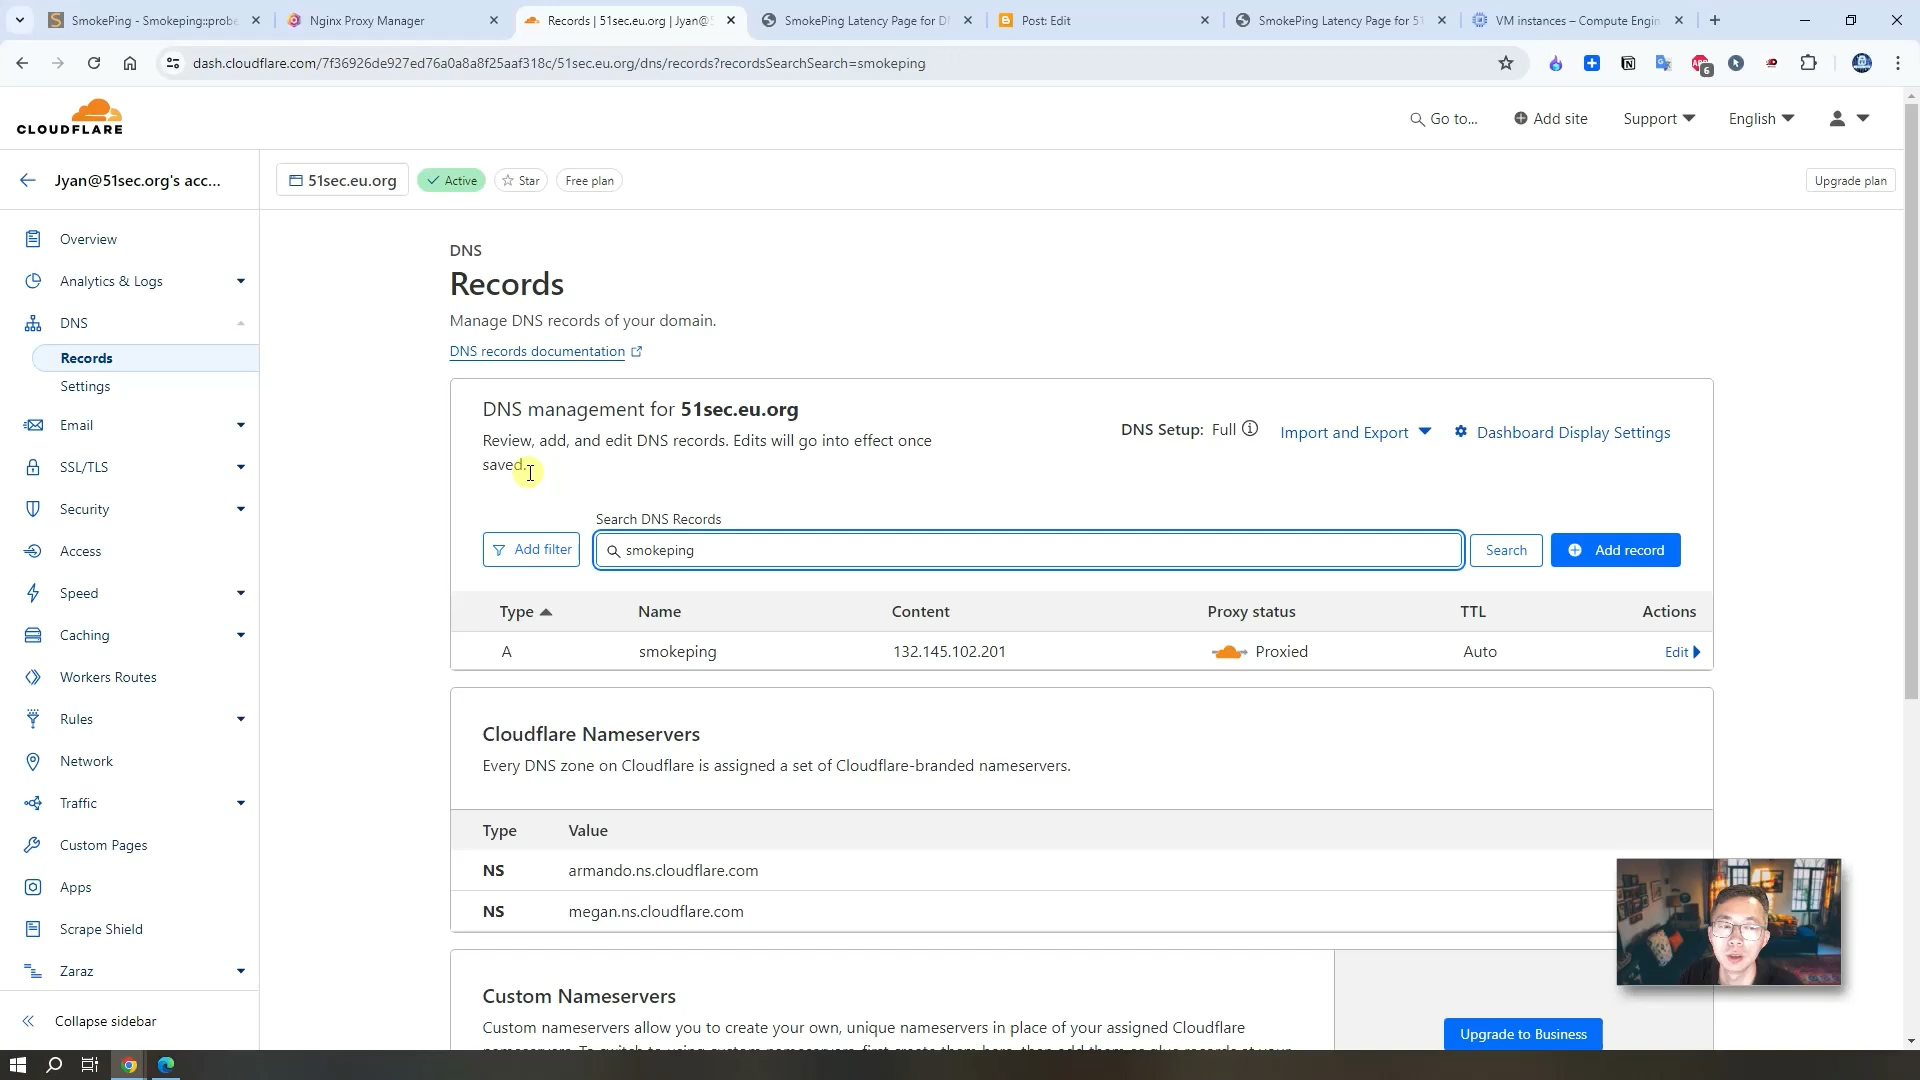 SmokePing - Smokeping::probe
Nginx Proxy Manager
Records | 51sec.eu.org | Jyan@5
SmokePing Latency Page for D
Post: Edit
SmokePing Latency Page for 5
VM instances – Compute Engin
dash.cloudflare.com/7f36926de927ed76a0a8a8f25aaf318c/51sec.eu.org/dns/records?recordsSearchSearch=smokeping
6
CLOUDFLARE
Go to...
Add site
Support
English
Jyan@51sec.org's acc...
51sec.eu.org
Active
Star
Free plan
Upgrade plan
Overview
Analytics & Logs
DNS
Records
Settings
Email
SSL/TLS
Security
Access
Speed
Caching
Workers Routes
Rules
Network
Traffic
Custom Pages
Apps
Scrape Shield
Zaraz
Collapse sidebar
DNS
Records
Manage DNS records of your domain.
DNS records documentation
DNS management for 51sec.eu.org
Review, add, and edit DNS records. Edits will go into effect once
saved.
DNS Setup: Full
Import and Export
Dashboard Display Settings
Search DNS Records
Add filter
smokeping
Search
Add record
Type Name Content Proxy status TTL Actions
A smokeping 132.145.102.201 Proxied Auto Edit
Cloudflare Nameservers
Every DNS zone on Cloudflare is assigned a set of Cloudflare-branded nameservers.
Type Value
NS armando.ns.cloudflare.com
NS megan.ns.cloudflare.com
Custom Nameservers
Custom nameservers allow you to create your own, unique nameservers in place of your assigned Cloudflare
Upgrade to Business